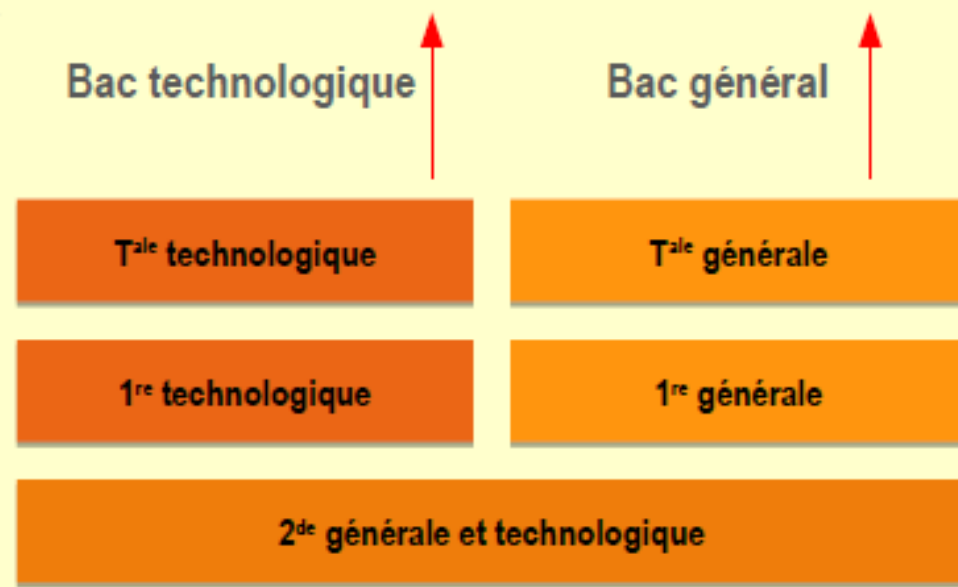 Bac technologique
Bac général
Tale technologique
Tale générale
1re technologique
1re générale
2de générale et technologique